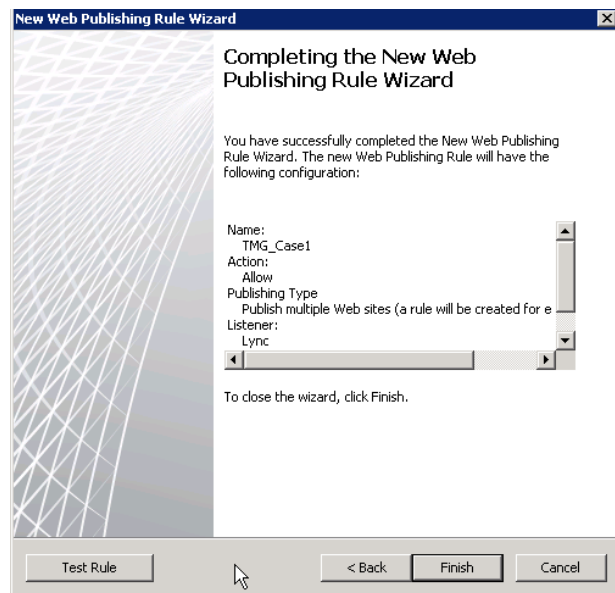 New Web Publishing Rule Wizard
Completing the New Web
Publishing Rule Wizard
You have successfully completed the New Web Publishing
Rule Wizard. The new Web Publishing Rule will have the
following configuration:
Name:
TMG_Case1
Action:
Allow
Publishing Type
Publish multiple Web sites (a rule will be created for e
Listener:
Lync
To close the wizard, click Finish.
Test Rule
< Back
Finish
Cancel